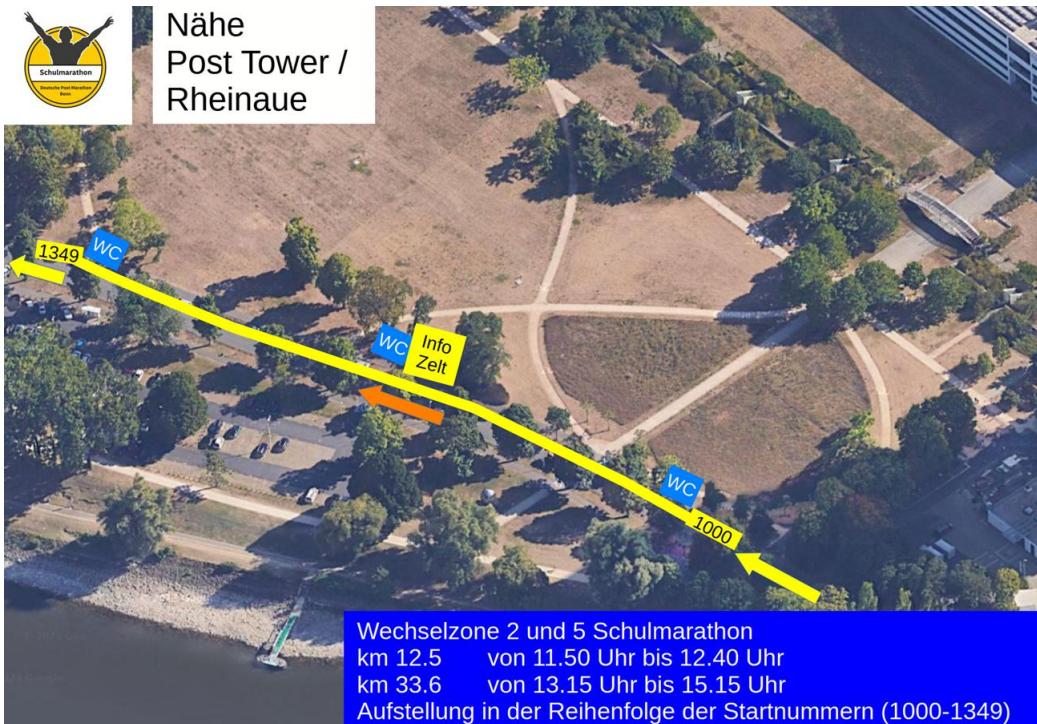 Schulmarathon
Deutsche Post Marathon
Bonn
Nähe
Post Tower /
Rheinaue
1349
WC
WC
Info
Zelt
WC
1000
Wechselzone 2 und 5 Schulmarathon
km 12.5 von 11.50 Uhr bis 12.40 Uhr
km 33.6 von 13.15 Uhr bis 15.15 Uhr
Aufstellung in der Reihenfolge der Startnummern (1000-1349)